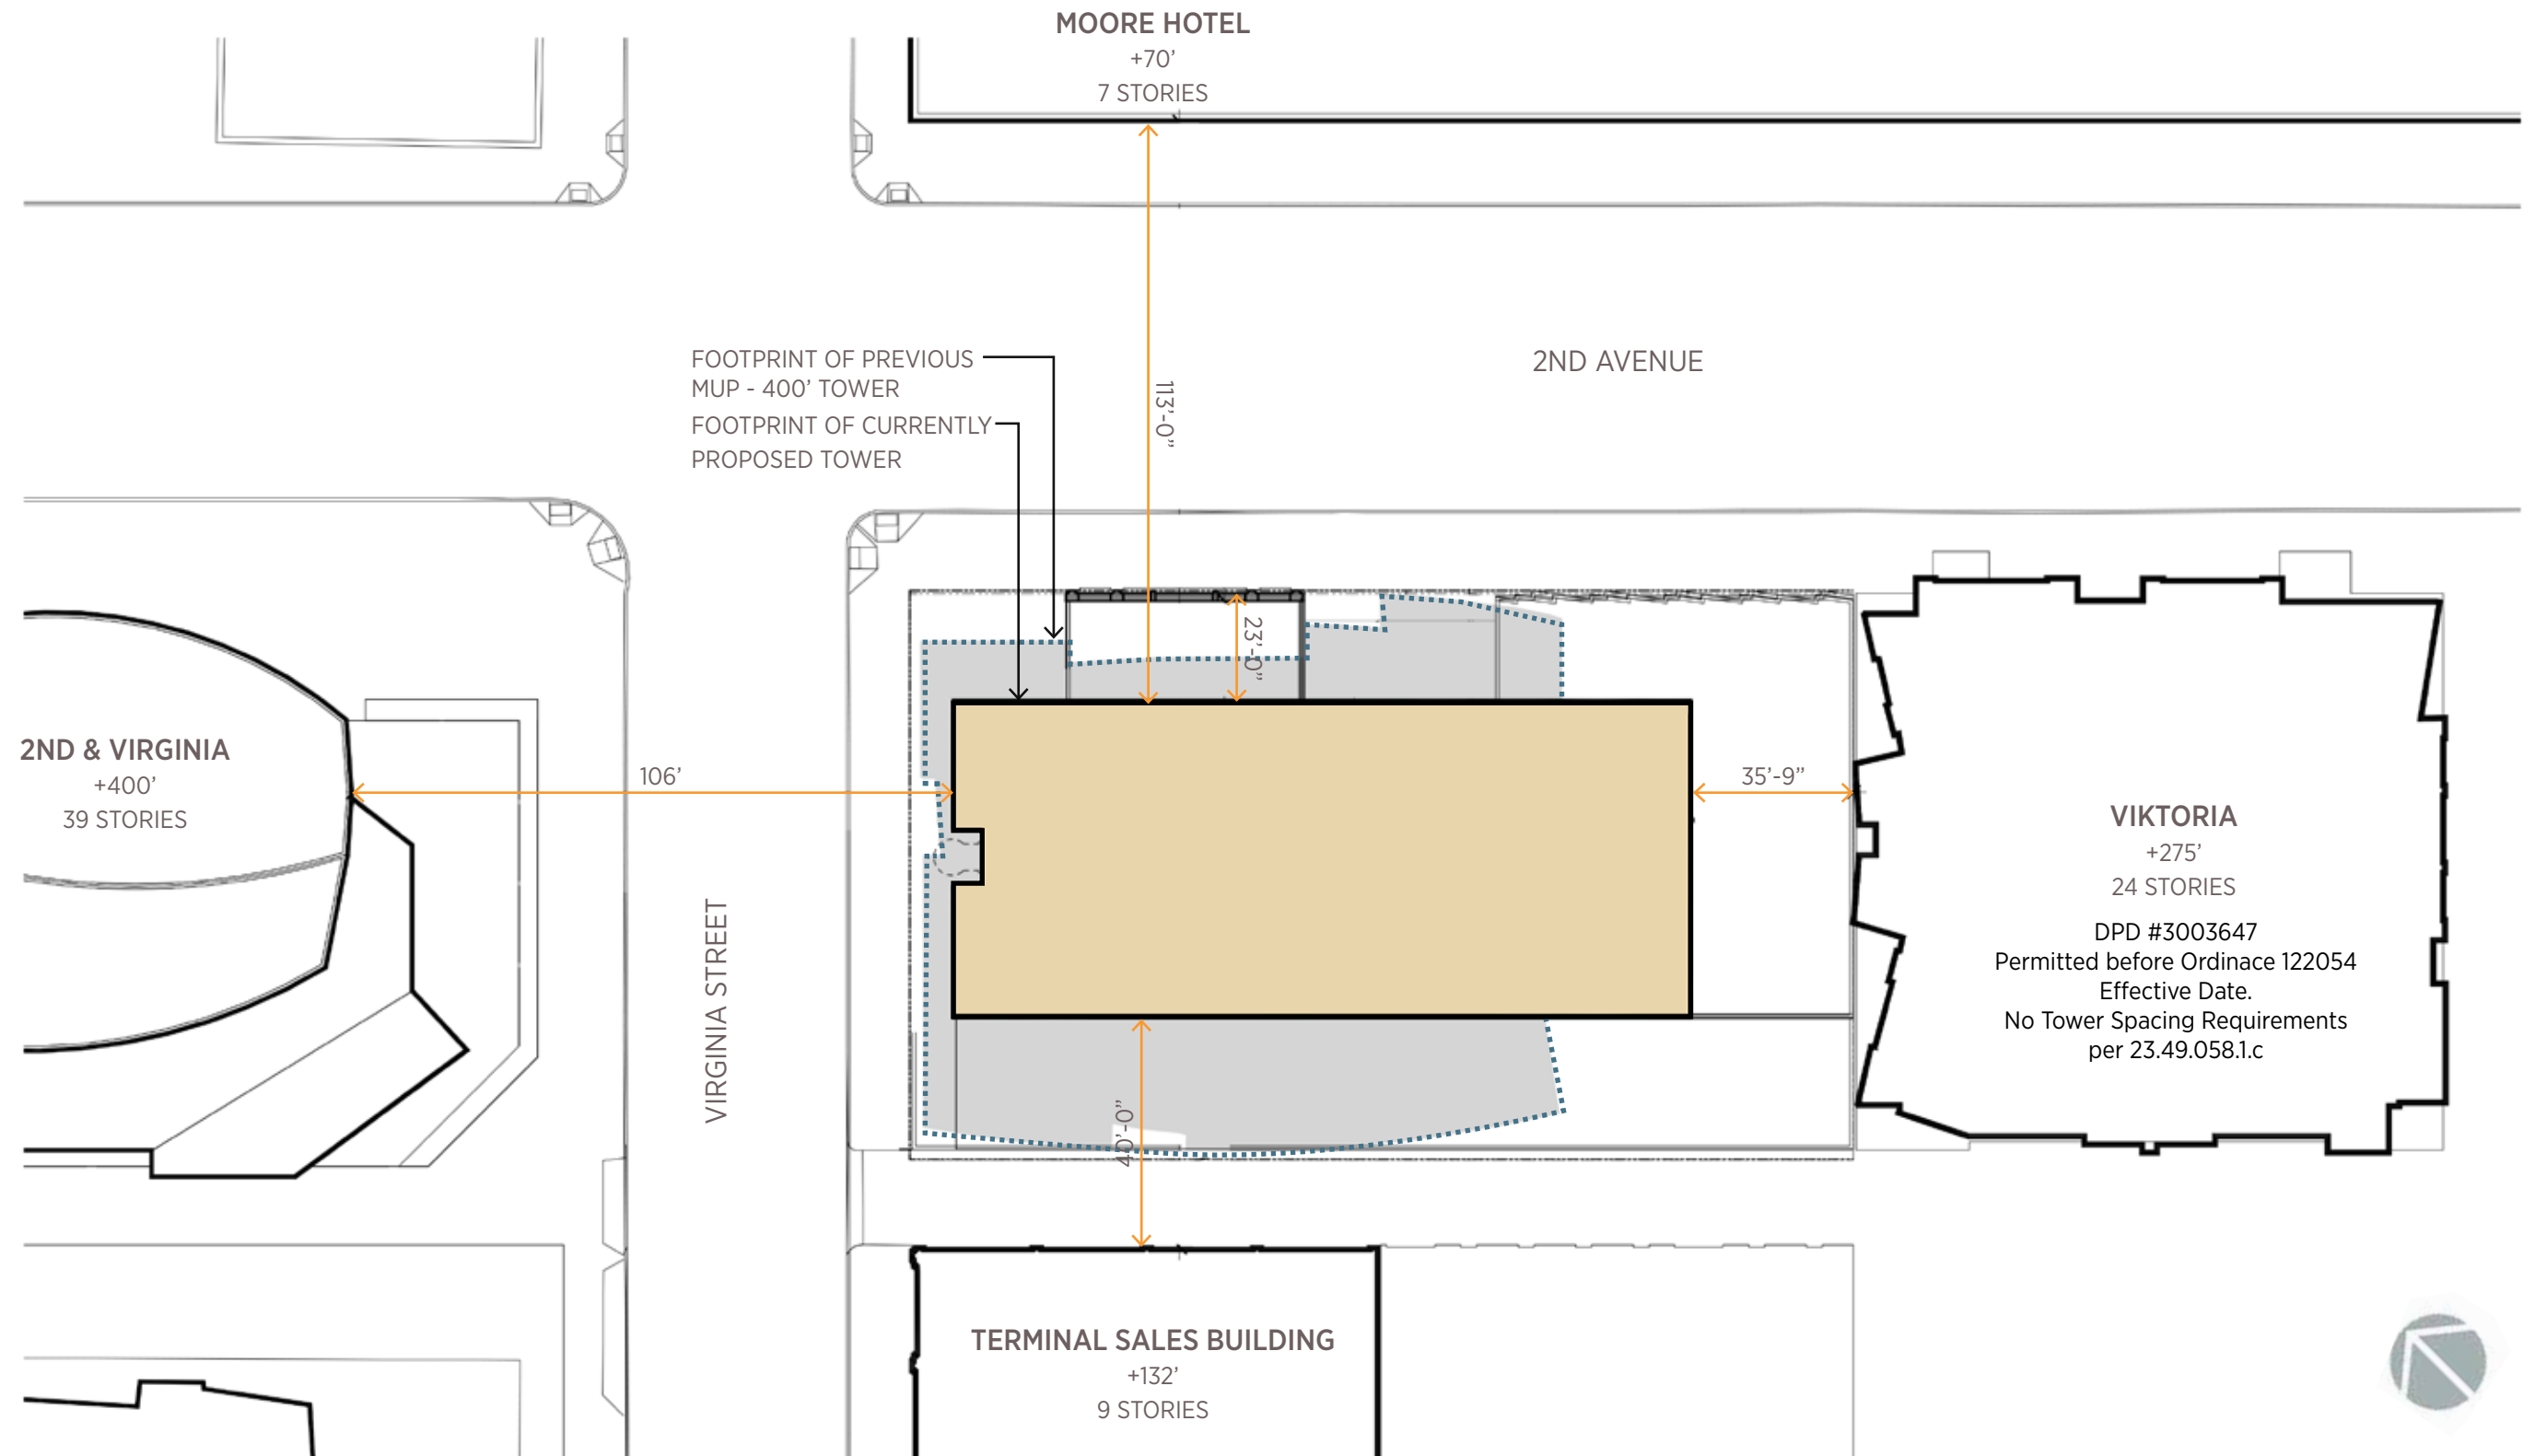 MOORE HOTEL
+70’
7 STORIES
FOOTPRINT OF PREVIOUS
MUP - 400’ TOWER
FOOTPRINT OF CURRENTLY
PROPOSED TOWER
113’-0”
2ND AVENUE
23’-0”
2ND & VIRGINIA
+400’
39 STORIES
106’
35’-9”
VIKTORIA
+275’
24 STORIES
DPD #3003647
Permitted before Ordinace 122054
Effective Date.
No Tower Spacing Requirements
per 23.49.058.1.c
VIRGINIA STREET
40’-0”
TERMINAL SALES BUILDING
+132’
9 STORIES